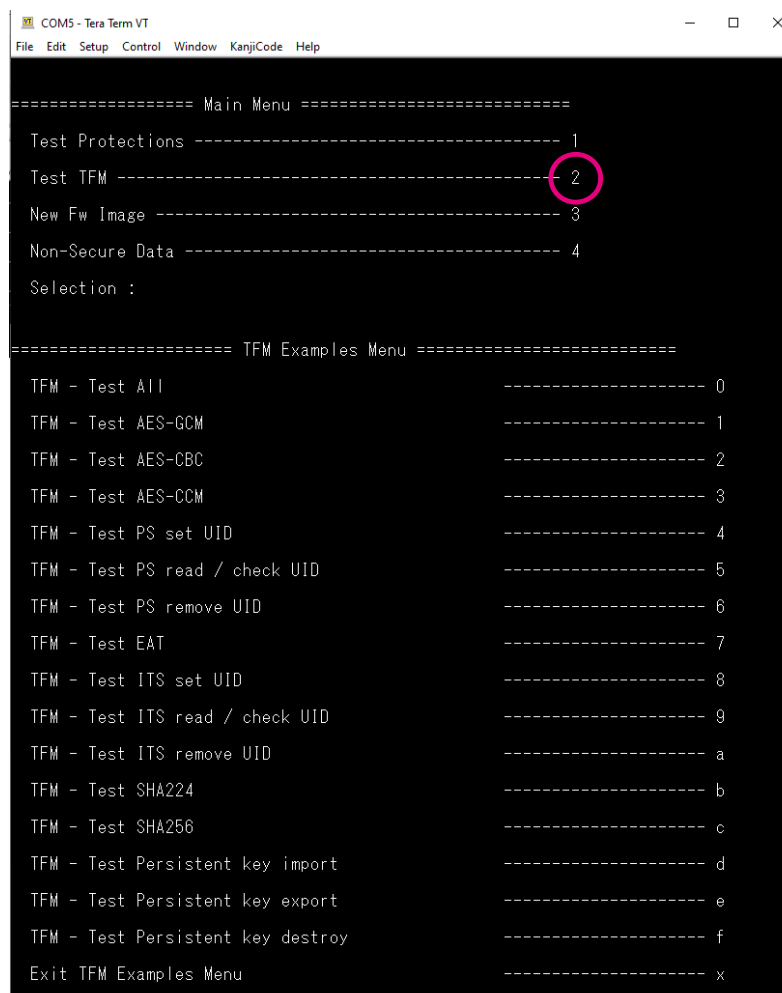 COM5 - Tera Term VT
File Edit Setup Control Window KanjiCode Help
=================== Main Menu ============================
Test Protections -------------------------------------- 1
Test TFM ---------------------------------------------- 2
New Fw Image ------------------------------------------ 3
Non-Secure Data --------------------------------------- 4
Selection :
======================= TFM Examples Menu ===========================
TFM - Test All --------------------- 0
TFM - Test AES-GCM --------------------- 1
TFM - Test AES-CBC --------------------- 2
TFM - Test AES-CCM --------------------- 3
TFM - Test PS set UID --------------------- 4
TFM - Test PS read / check UID --------------------- 5
TFM - Test PS remove UID --------------------- 6
TFM - Test EAT --------------------- 7
TFM - Test ITS set UID --------------------- 8
TFM - Test ITS read / check UID --------------------- 9
TFM - Test ITS remove UID --------------------- a
TFM - Test SHA224 --------------------- b
TFM - Test SHA256 --------------------- c
TFM - Test Persistent key import --------------------- d
TFM - Test Persistent key export --------------------- e
TFM - Test Persistent key destroy --------------------- f
Exit TFM Examples Menu --------------------- x